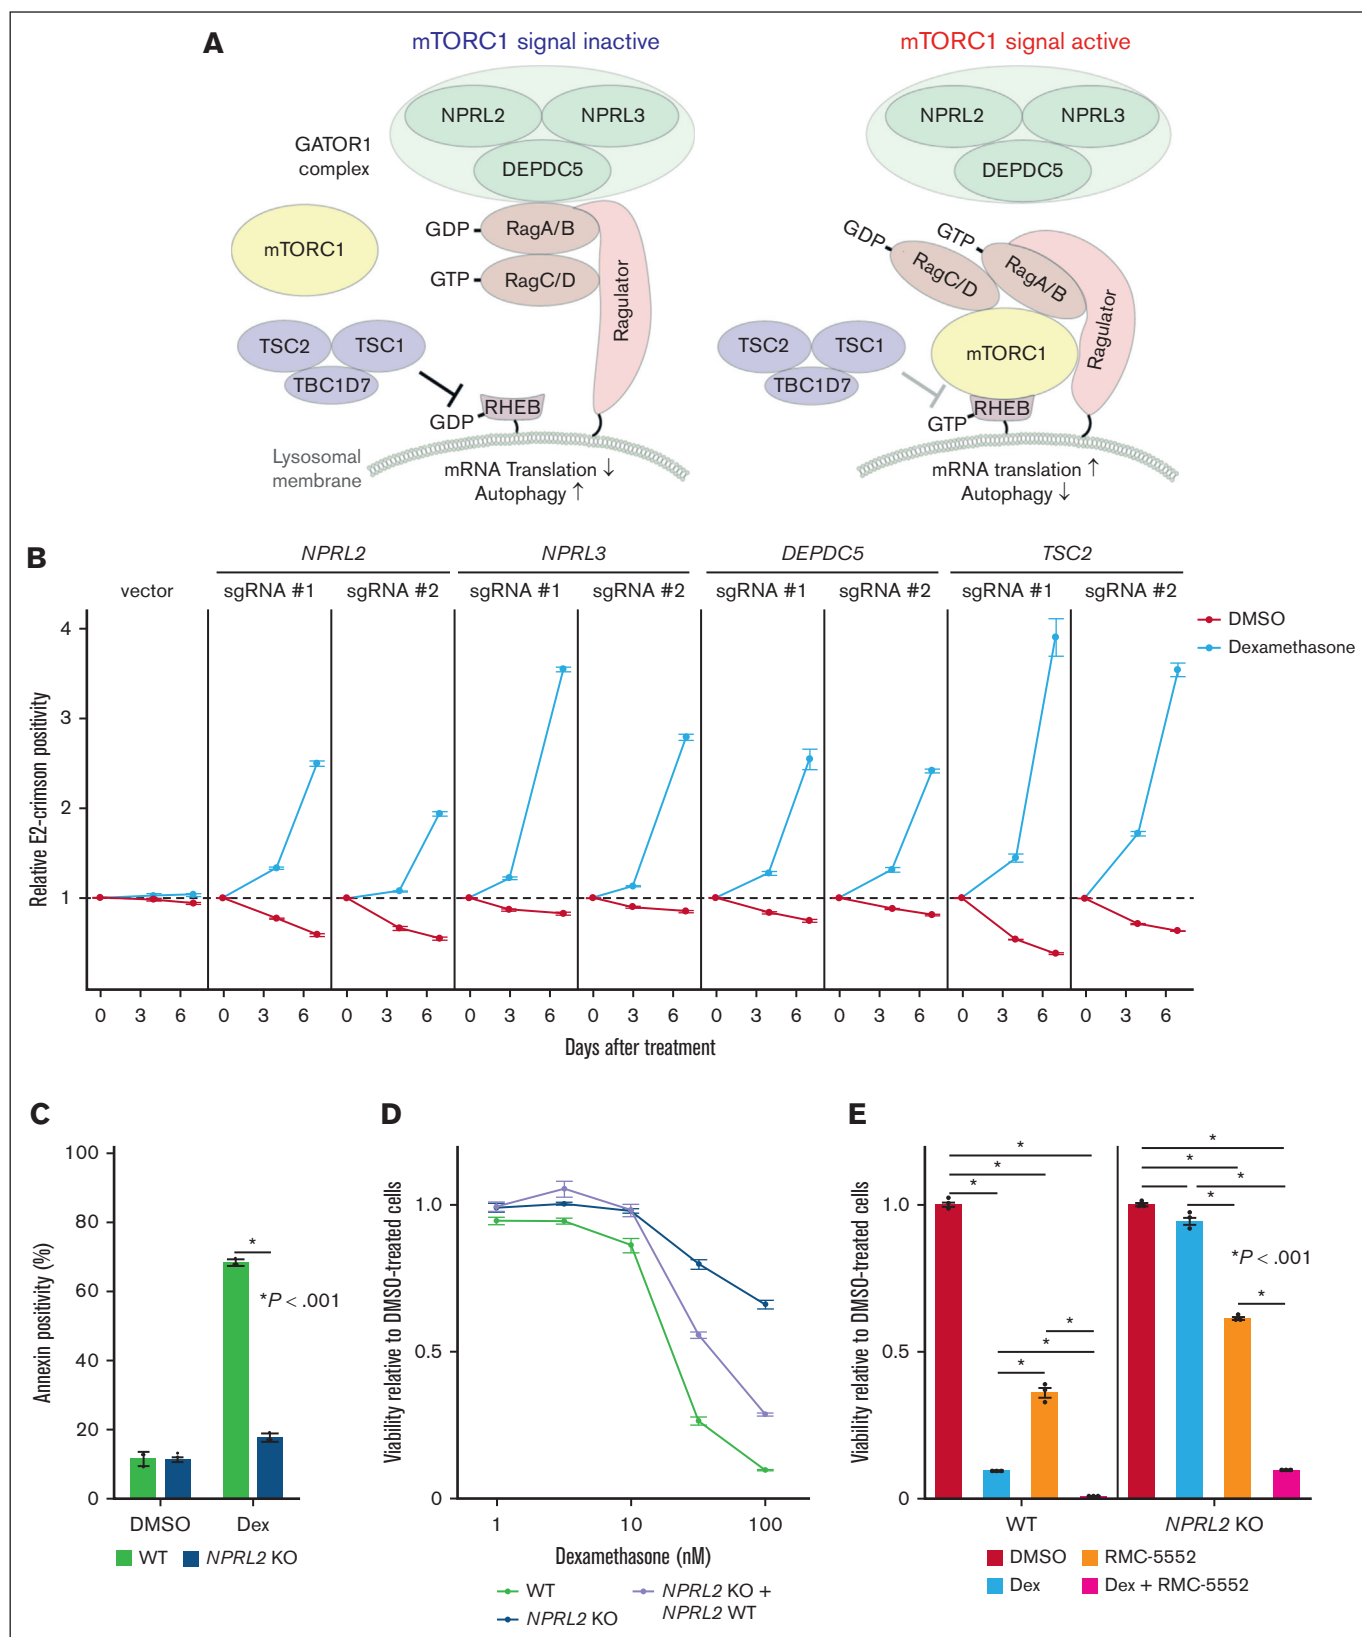 A
mTORC1 signal inactive
mTORC1 signal active
NPRL2
NPRL3
DEPDC5
GATOR1
complex
mTORC1
GDP
RagA/B
GTP
RagC/D
Ragulator
TSC2
TSC1
TBC1D7
GDP
RHEB
Lysosomal
membrane
mRNA Translation ↓
Autophagy ↑
NPRL2
NPRL3
DEPDC5
GDP
GTP
RagC/D
RagA/B
Ragulator
mTORC1
TSC2
TSC1
TBC1D7
GTP
RHEB
mRNA translation ↑
Autophagy ↓
B
NPRL2
NPRL3
DEPDC5
TSC2
vector
sgRNA #1
sgRNA #2
sgRNA #1
sgRNA #2
sgRNA #1
sgRNA #2
sgRNA #1
sgRNA #2
DMSO
Dexamethasone
Relative E2-crimson positivity
4
3
2
1
0 3 6 0 3 6 0 3 6 0 3 6 0 3 6 0 3 6 0 3 6 0 3 6 0 3 6
Days after treatment
C
Annexin positivity (%)
100
80
60
40
20
0
*
*P < .001
DMSO
Dex
WT
NPRL2 KO
D
Viability relative to DMSO-treated cells
1.0
0.5
0
1
10
100
Dexamethasone (nM)
WT
NPRL2 KO
NPRL2 KO +
NPRL2 WT
E
Viability relative to DMSO-treated cells
1.0
0.5
0
*
*
*
*
*
*
*
*
*
*
*
*P < .001
WT
NPRL2 KO
DMSO
RMC-5552
Dex
Dex + RMC-5552